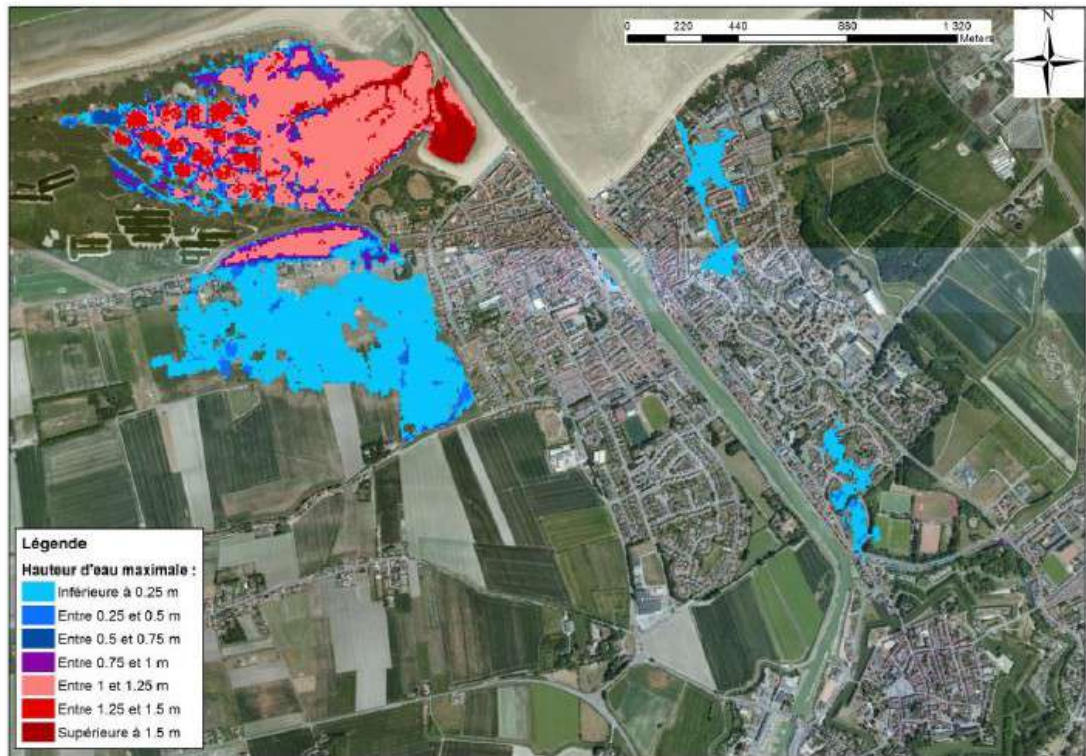 0 220 440 880 1 320
Meters
N
Légende
Hauteur d'eau maximale :
Inférieure à 0.25 m
Entre 0.25 et 0.5 m
Entre 0.5 et 0.75 m
Entre 0.75 et 1 m
Entre 1 et 1.25 m
Entre 1.25 et 1.5 m
Supérieure à 1.5 m